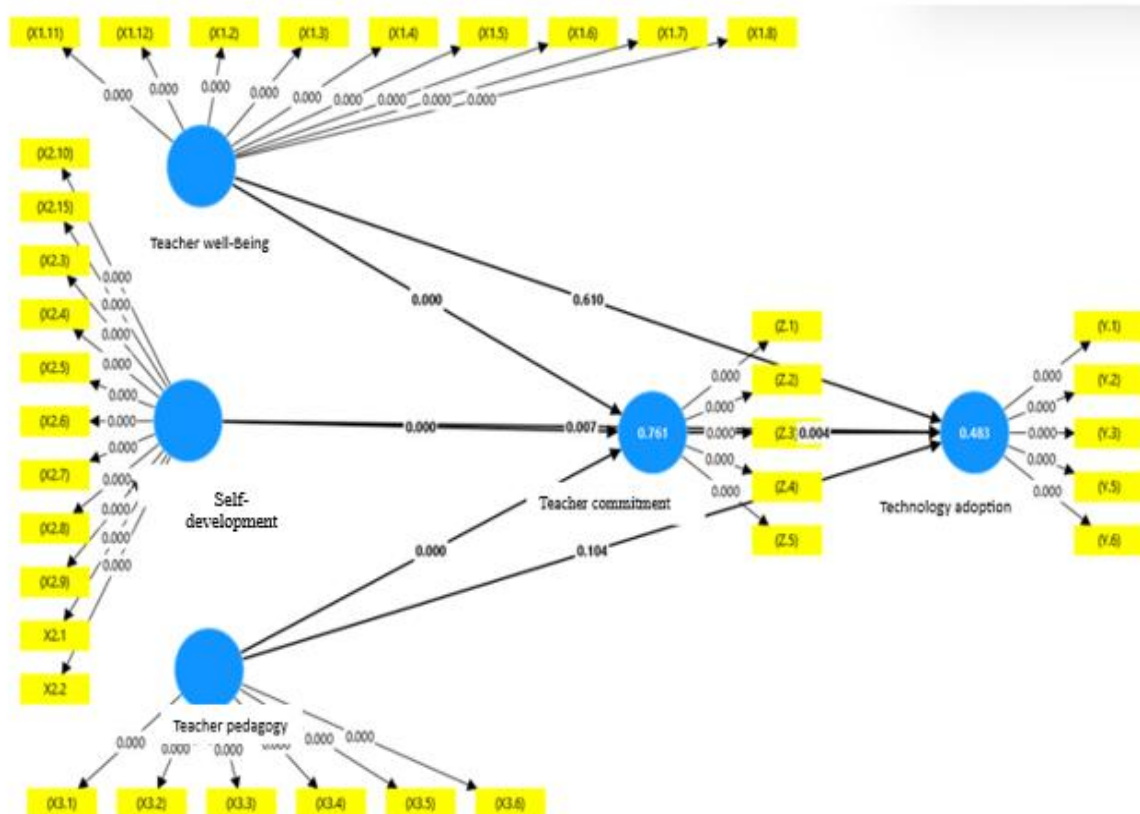 (X1.11) (X1.12) (X1.2) (X1.3) (X1.4) (X1.5) (X1.6) (X1.7) (X1.8)
0.000 0.000 0.000 0.000 0.000 0.000 0.000 0.000 0.000
(X2.10)
(X2.15)
(X2.3)
(X2.4)
(X2.5)
(X2.6)
(X2.7)
(X2.8)
(X2.9)
X2.1
X2.2
0.000
0.000
0.000
0.000
0.000
0.000
0.000
0.000
0.000
0.000
0.000
Teacher well-Being
Self-
development
Teacher pedagogy
0.000
0.610
0.000
0.007
0.004
0.000
0.104
0.761
Teacher commitment
(Z.1)
(Z.2)
(Z.3)
(Z.4)
(Z.5)
0.000
0.000
0.000
0.000
0.000
0.483
Technology adoption
(Y.1)
(Y.2)
(Y.3)
(Y.5)
(Y.6)
0.000
0.000
0.000
0.000
0.000
0.000 0.000 0.000 0.000 0.000
(X3.1) (X3.2) (X3.3) (X3.4) (X3.5) (X3.6)